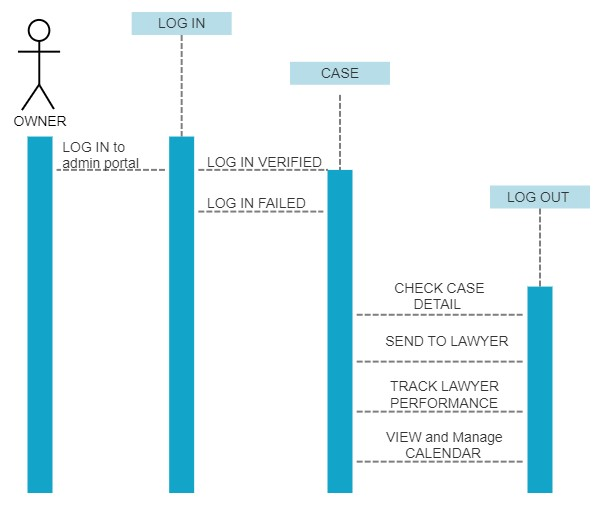 LOG IN
CASE
OWNER
LOG IN to
admin portal
LOG IN VERIFIED
LOG IN FAILED
LOG OUT
CHECK CASE
DETAIL
SEND TO LAWYER
TRACK LAWYER
PERFORMANCE
VIEW and Manage
CALENDAR